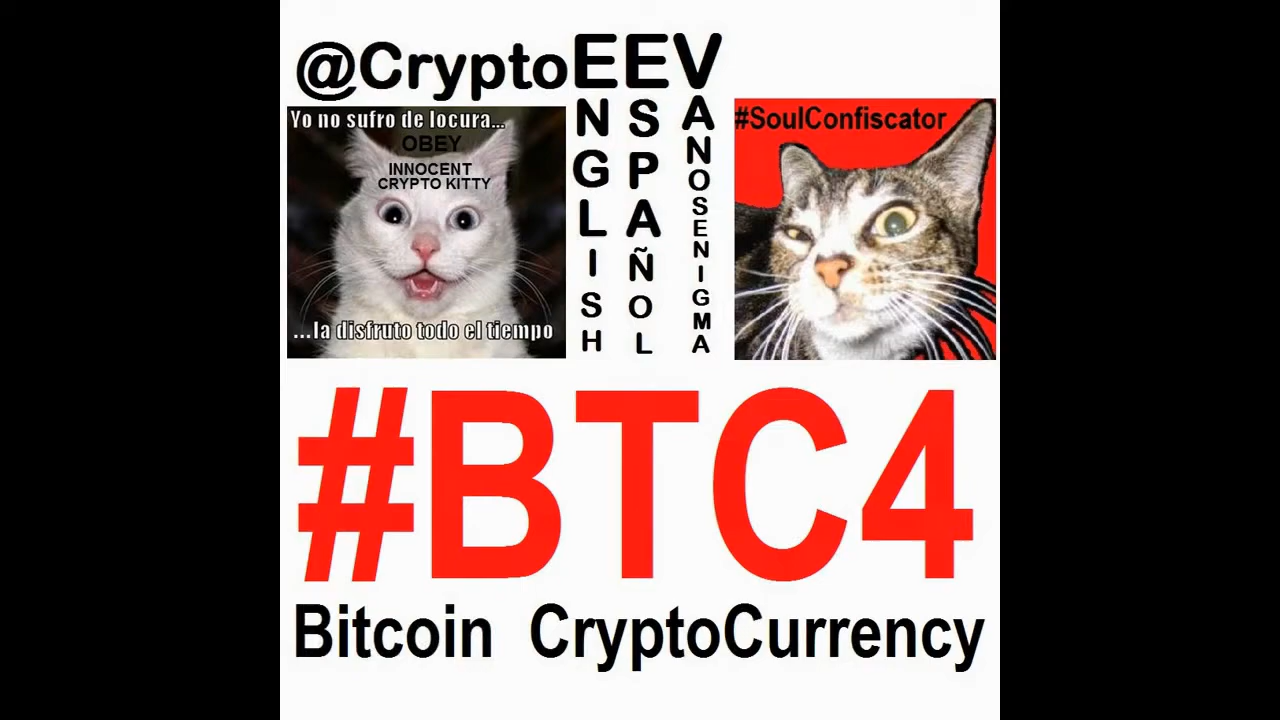 @CryptoEEV
ENGLISH
ESPAÑOL
VANOSENIGMA
Yo no sufro de locura...
OBEY
INNOCENT
CRYPTO KITTY
...la disfruto todo el tiempo
#SoulConfiscator
#BTC4
Bitcoin CryptoCurrency